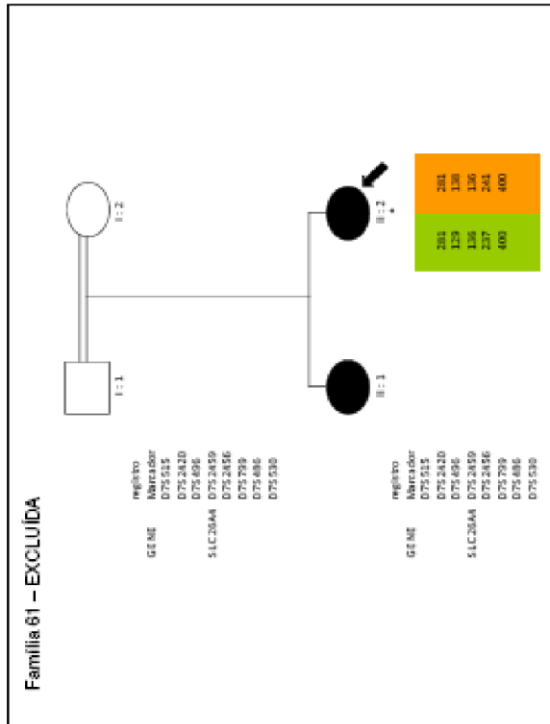 Família 61 – EXCLUÍDA
I : 1
I : 2
registro
GENE Marcador
D7S515
D7S2420
D7S496
SLC26A4 D7S2459
D7S2456
D7S799
D7S486
D7S530
II : 1
II : 2
*
registro
GENE Marcador
D7S515
D7S2420 281 281
D7S496 129 138
SLC26A4 D7S2459 136 136
D7S2456 237 241
D7S799 400 400
D7S486
D7S530